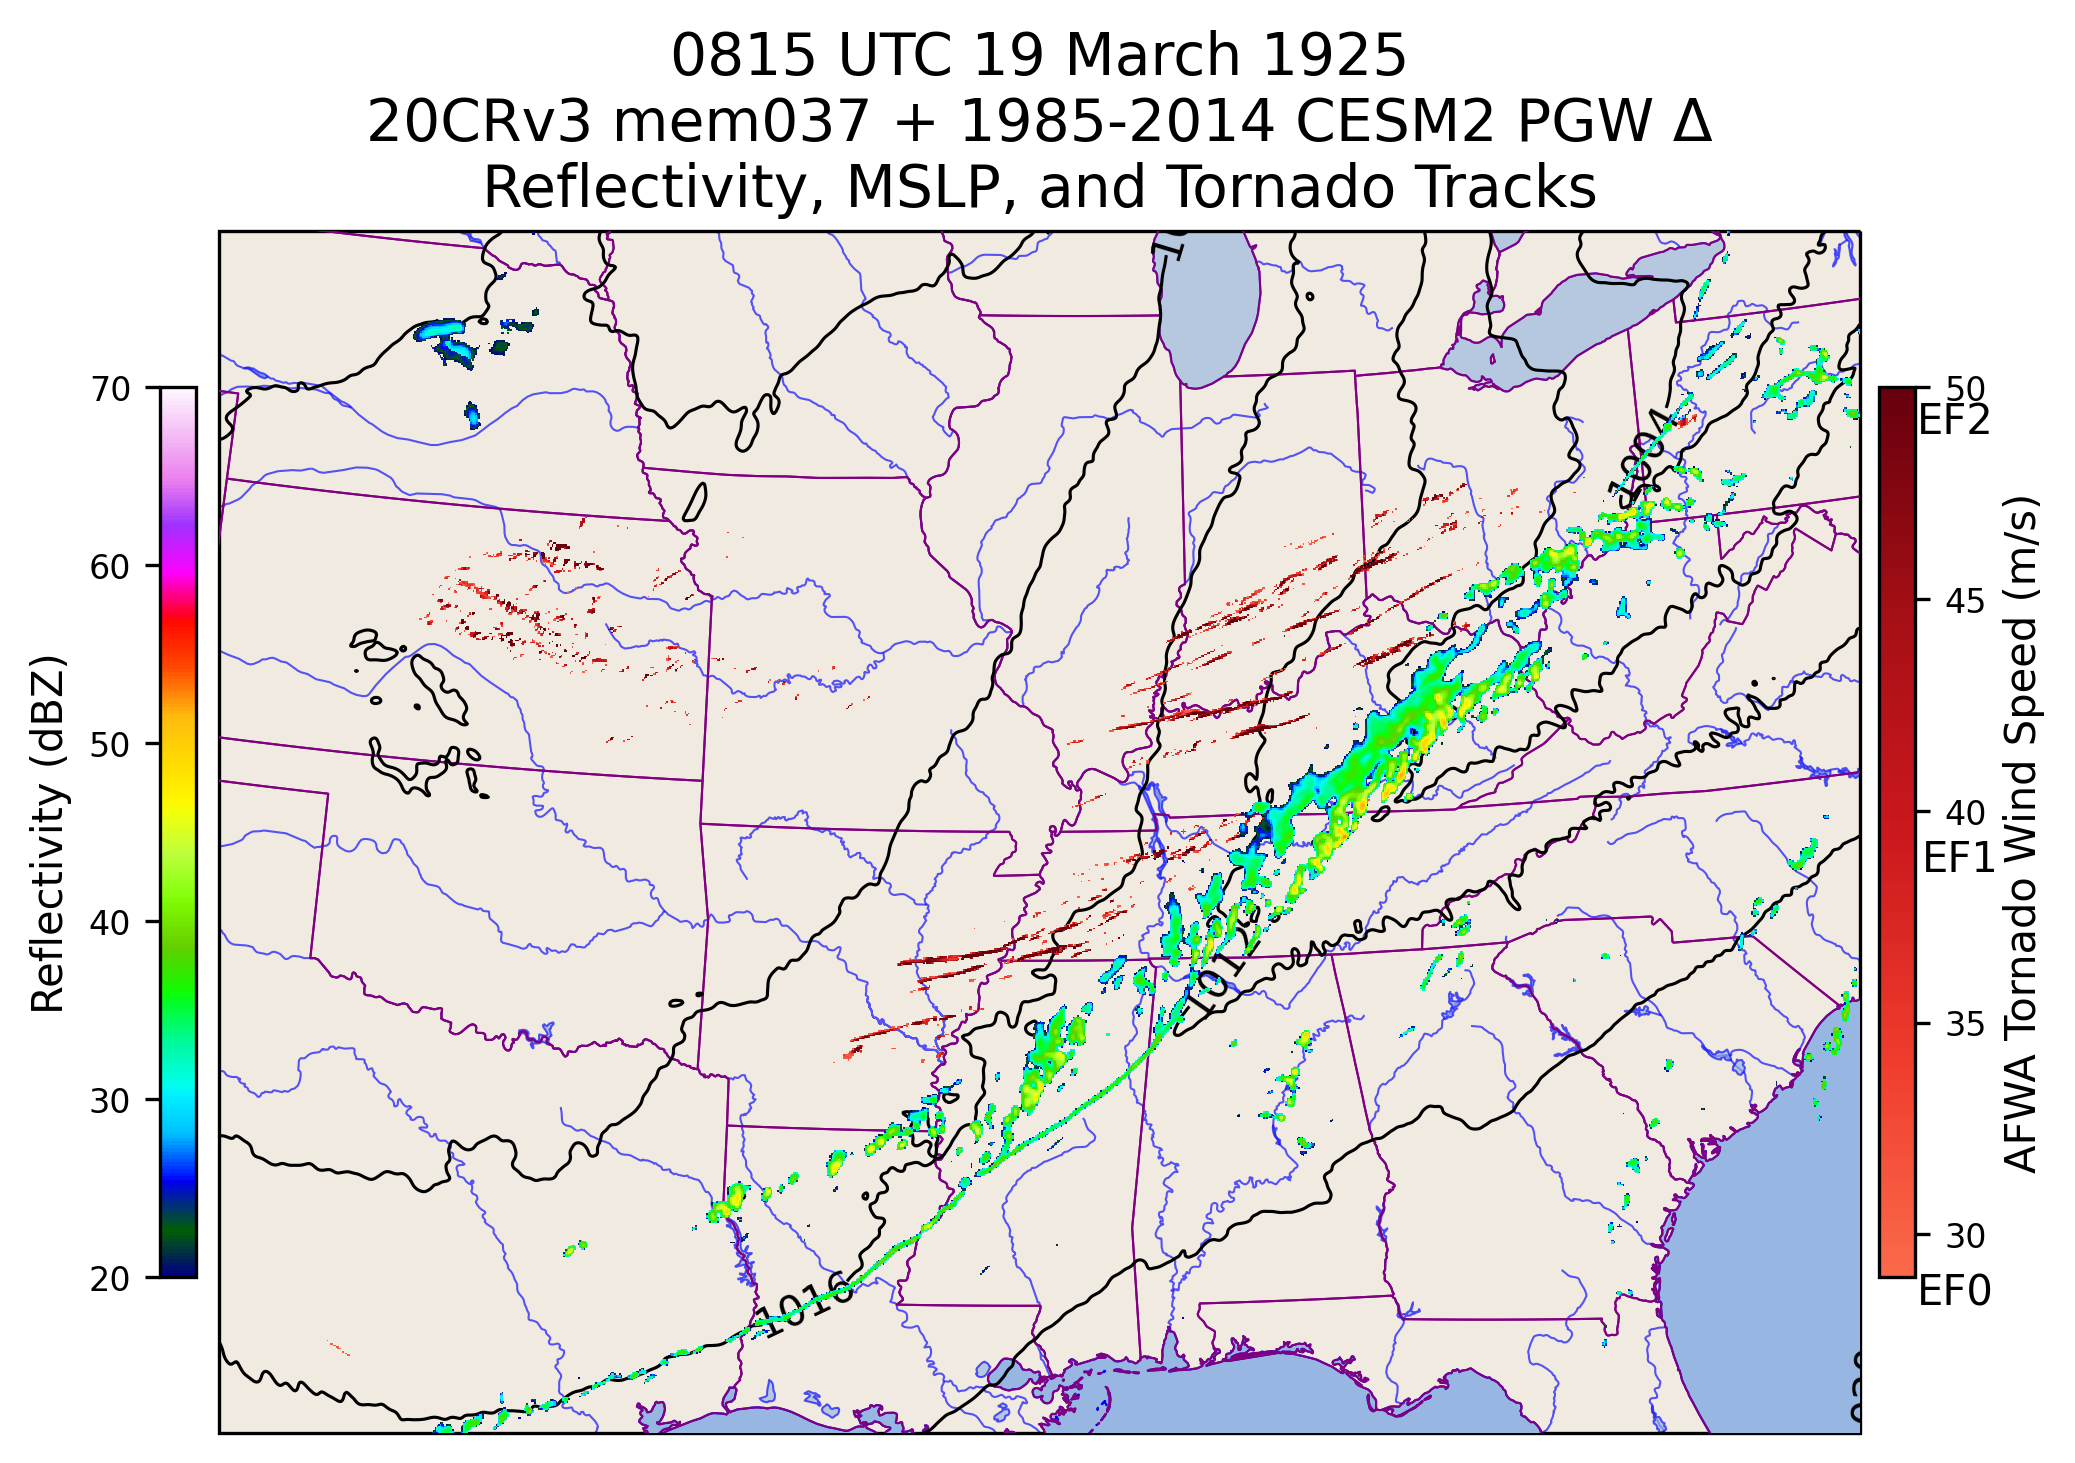 0815 UTC 19 March 1925
20CRv3 mem037 + 1985-2014 CESM2 PGW Δ
Reflectivity, MSLP, and Tornado Tracks
70
60
50
40
30
20
Reflectivity (dBZ)
1004
1012
1016
50
EF2
45
40
EF1
35
30
EF0
AFWA Tornado Wind Speed (m/s)